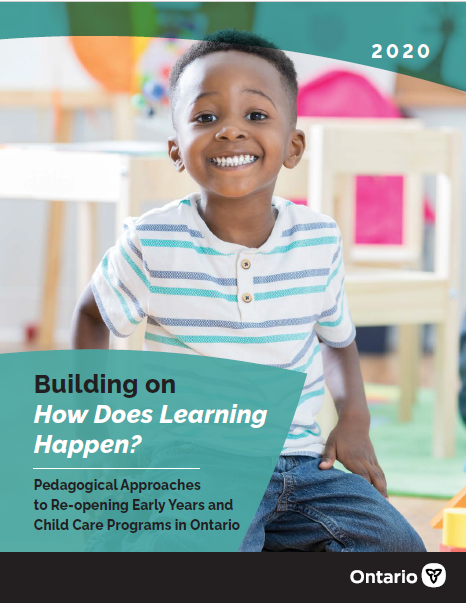 2020
Building on
How Does Learning
Happen?
Pedagogical Approaches
to Re-opening Early Years and
Child Care Programs in Ontario
Ontario